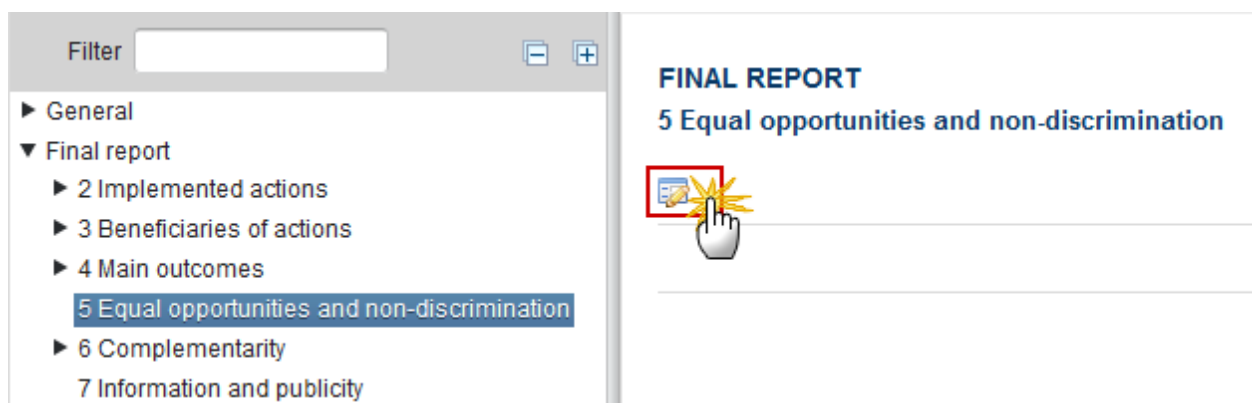 Filter
General
Final report
2 Implemented actions
3 Beneficiaries of actions
4 Main outcomes
5 Equal opportunities and non-discrimination
6 Complementarity
7 Information and publicity
FINAL REPORT
5 Equal opportunities and non-discrimination